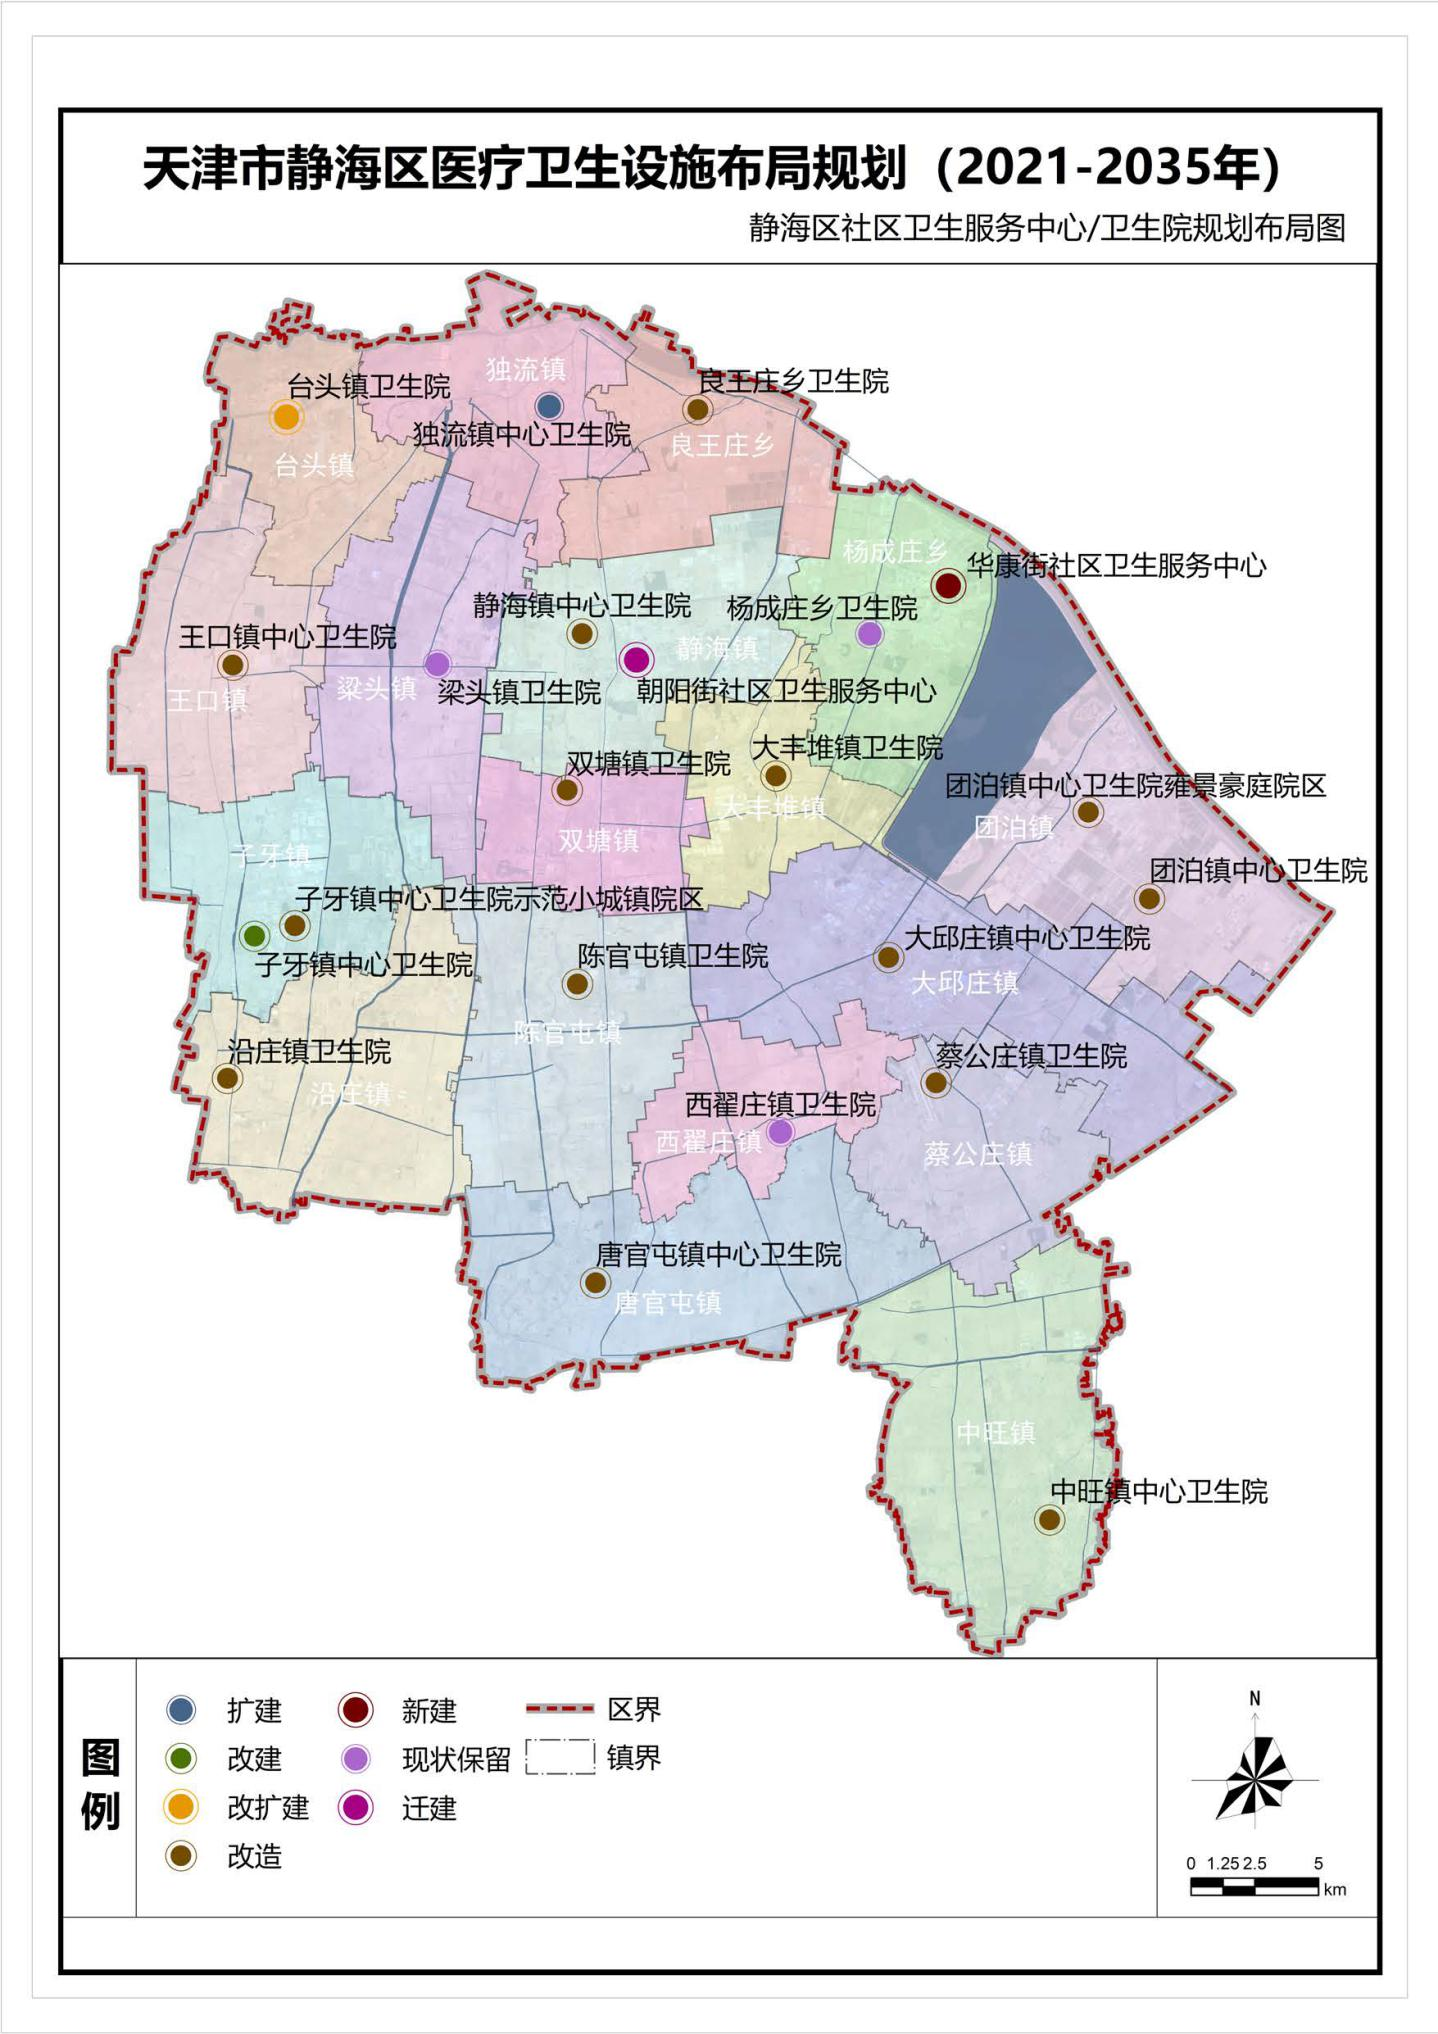 天津市静海区医疗卫生设施布局规划（2021-2035年）
静海区社区卫生服务中心/卫生院规划布局图
独流镇
台头镇卫生院
良王庄乡卫生院
独流镇中心卫生院
良王庄乡
台头镇
杨成庄乡
华康街社区卫生服务中心
静海镇中心卫生院
杨成庄乡卫生院
王口镇中心卫生院
静海镇
梁头镇
梁头镇卫生院
朝阳街社区卫生服务中心
王口镇
大丰堆镇卫生院
双塘镇卫生院
团泊镇中心卫生院雍景豪庭院区
大丰堆镇
团泊镇
双塘镇
子牙镇
团泊镇中心卫生院
子牙镇中心卫生院示范小城镇院区
大邱庄镇中心卫生院
陈官屯镇卫生院
子牙镇中心卫生院
大邱庄镇
陈官屯镇
沿庄镇卫生院
蔡公庄镇卫生院
沿庄镇
西翟庄镇卫生院
西翟庄镇
蔡公庄镇
唐官屯镇中心卫生院
唐官屯镇
中旺镇
中旺镇中心卫生院
图例
扩建
新建
区界
改建
现状保留
镇界
改扩建
迁建
改造
N
0 1.25 2.5 5
km